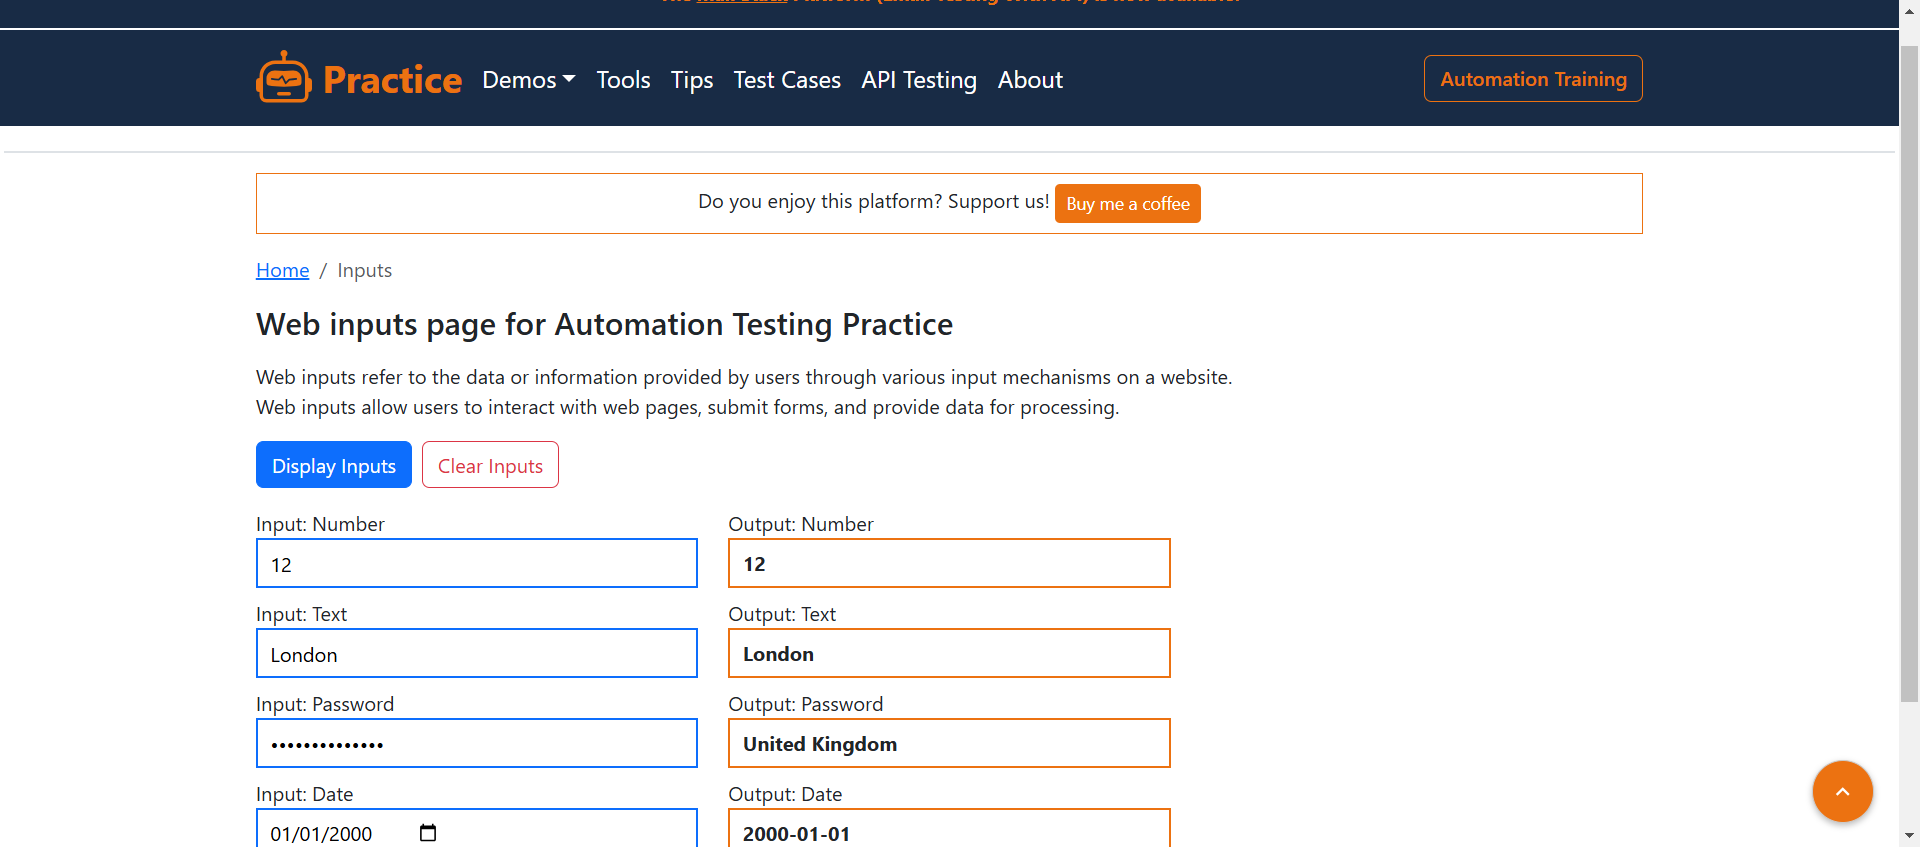 Practice
Demos Tools Tips Test Cases API Testing About
Automation Training
Do you enjoy this platform? Support us! Buy me a coffee
Home / Inputs
Web inputs page for Automation Testing Practice
Web inputs refer to the data or information provided by users through various input mechanisms on a website.
Web inputs allow users to interact with web pages, submit forms, and provide data for processing.
Display Inputs Clear Inputs
Input: Number Output: Number
12 12
Input: Text Output: Text
London London
Input: Password Output: Password
•••••••••••••• United Kingdom
Input: Date Output: Date
01/01/2000 2000-01-01